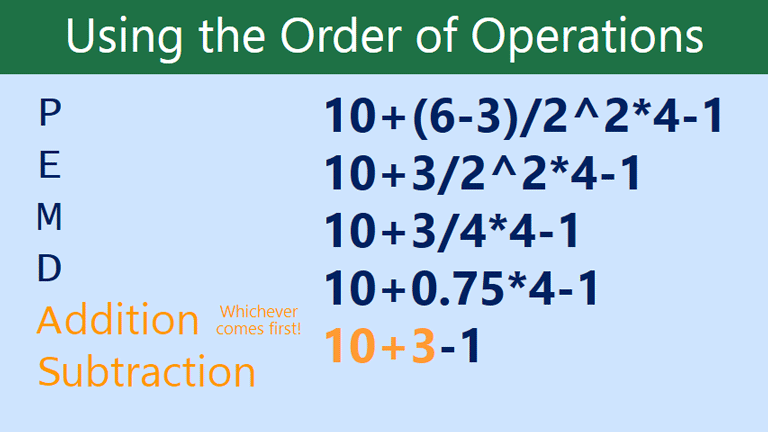 Using the Order of Operations
P
E
M
D
Addition
Whichever
comes first!
Subtraction
10+(6-3)/2^2*4-1
10+3/2^2*4-1
10+3/4*4-1
10+0.75*4-1
10+3-1